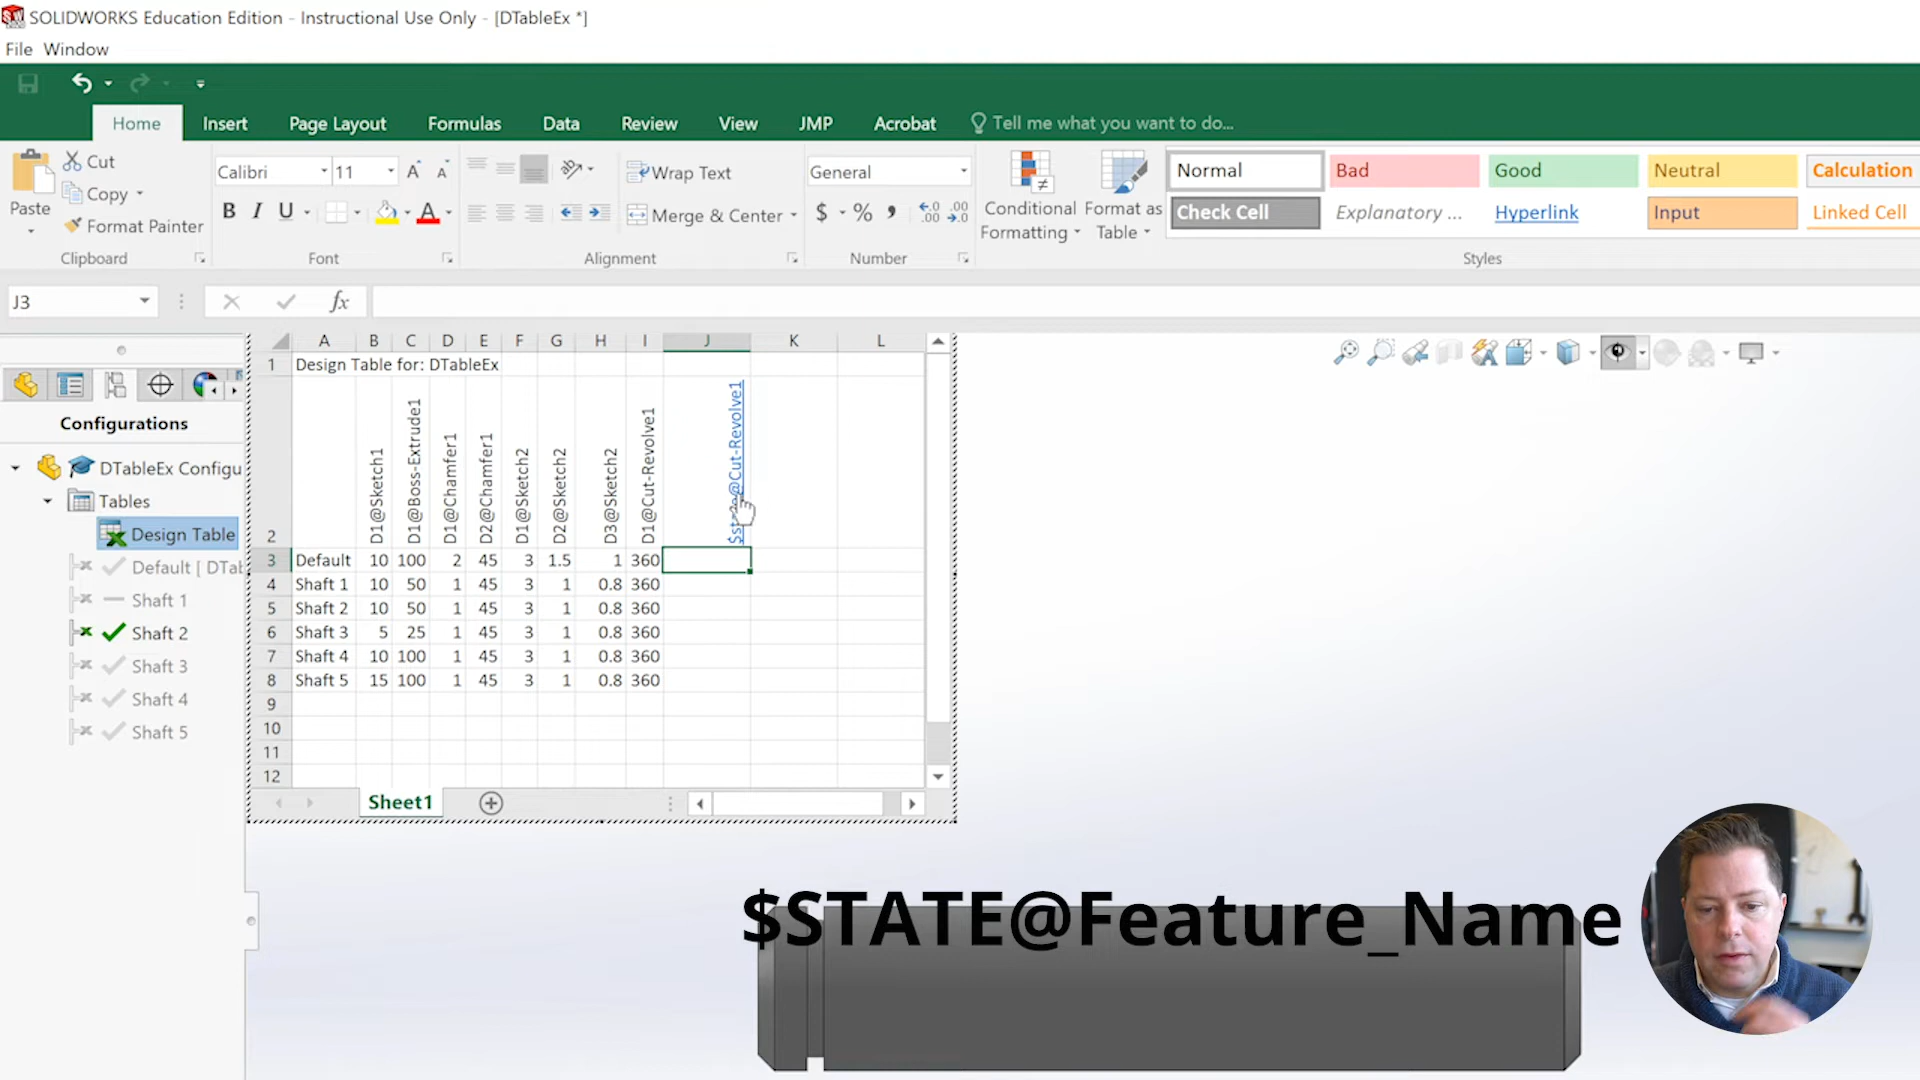 SOLIDWORKS Education Edition - Instructional Use Only - [DTableEx *]
File Window
Home Insert Page Layout Formulas Data Review View JMP Acrobat Tell me what you want to do...
Cut
Copy
Format Painter
Paste
Clipboard
Calibri 11
B I U
Font
Wrap Text
Merge & Center
Alignment
General
$ % ,
Number
Conditional Formatting
Format as Table
Normal Bad Good Neutral Calculation
Check Cell Explanatory ... Hyperlink Input Linked Cell
Styles
J3
fx
Configurations
DTableEx Configu
Tables
Design Table
Default [ DTab
Shaft 1
Shaft 2
Shaft 3
Shaft 4
Shaft 5
A B C D E F G H I J K L
1 Design Table for: DTableEx
2 D1@Sketch1 D1@Boss-Extrude1 D1@Chamfer1 D2@Chamfer1 D1@Sketch2 D2@Sketch2 D3@Sketch2 D1@Cut-Revolve1 @Cut-Revolve1
3 Default 10 100 2 45 3 1.5 1 360
4 Shaft 1 10 50 1 45 3 1 0.8 360
5 Shaft 2 10 50 1 45 3 1 0.8 360
6 Shaft 3 5 25 1 45 3 1 0.8 360
7 Shaft 4 10 100 1 45 3 1 0.8 360
8 Shaft 5 15 100 1 45 3 1 0.8 360
9
10
11
12
Sheet1
$STATE@Feature_Name